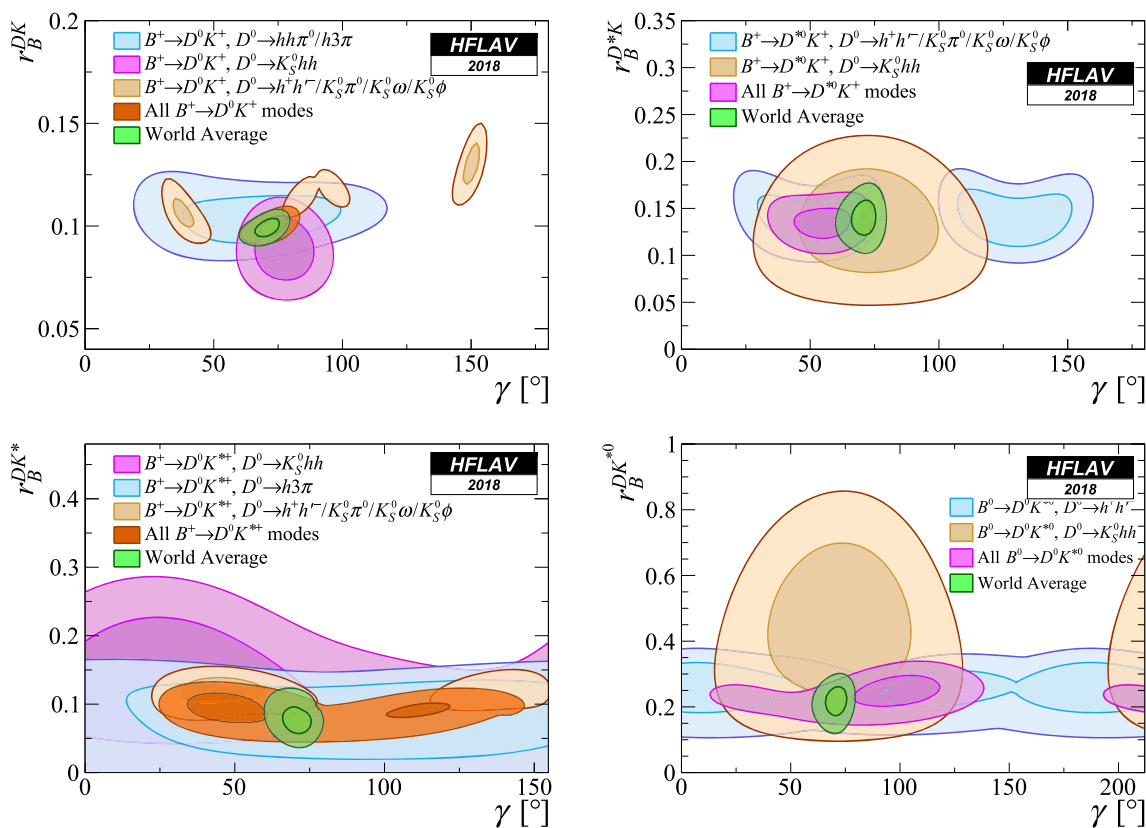 0.2
0.15
0.1
0.05
r_B^{DK}
B⁺→D⁰K⁺, D⁰→hhπ⁰/h3π
B⁺→D⁰K⁺, D⁰→K_S⁰hh
B⁺→D⁰K⁺, D⁰→h⁺h'⁻/K_S⁰π⁰/K_S⁰ω/K_S⁰ϕ
All B⁺→D⁰K⁺ modes
World Average
HFLAV
2018
0 50 100 150
γ [°]
0.35
0.3
0.25
0.2
0.15
0.1
0.05
0
r_B^{D*K}
B⁺→D*⁰K⁺, D⁰→h⁺h'⁻/K_S⁰π⁰/K_S⁰ω/K_S⁰ϕ
B⁺→D*⁰K⁺, D⁰→K_S⁰hh
All B⁺→D*⁰K⁺ modes
World Average
HFLAV
2018
0 50 100 150
γ [°]
0.4
0.3
0.2
0.1
0
r_B^{DK*}
B⁺→D⁰K*⁺, D⁰→K_S⁰hh
B⁺→D⁰K*⁺, D⁰→h3π
B⁺→D⁰K*⁺, D⁰→h⁺h'⁻/K_S⁰π⁰/K_S⁰ω/K_S⁰ϕ
All B⁺→D⁰K*⁺ modes
World Average
HFLAV
2018
0 50 100 150
γ [°]
1
0.8
0.6
0.4
0.2
0
r_B^{DK*0}
HFLAV
2018
B⁰→D⁰K*⁰, D⁰→h⁺h'⁻
B⁰→D⁰K*⁰, D⁰→K_S⁰hh
All B⁰→D⁰K*⁰ modes
World Average
0 50 100 150 200
γ [°]